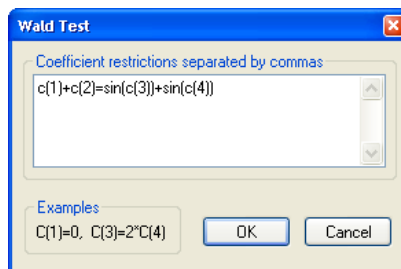 Wald Test
Coefficient restrictions separated by commas
c(1)+c(2)=sin(c(3))+sin(c(4))
Examples
C(1)=0, C(3)=2*C(4)
OK
Cancel